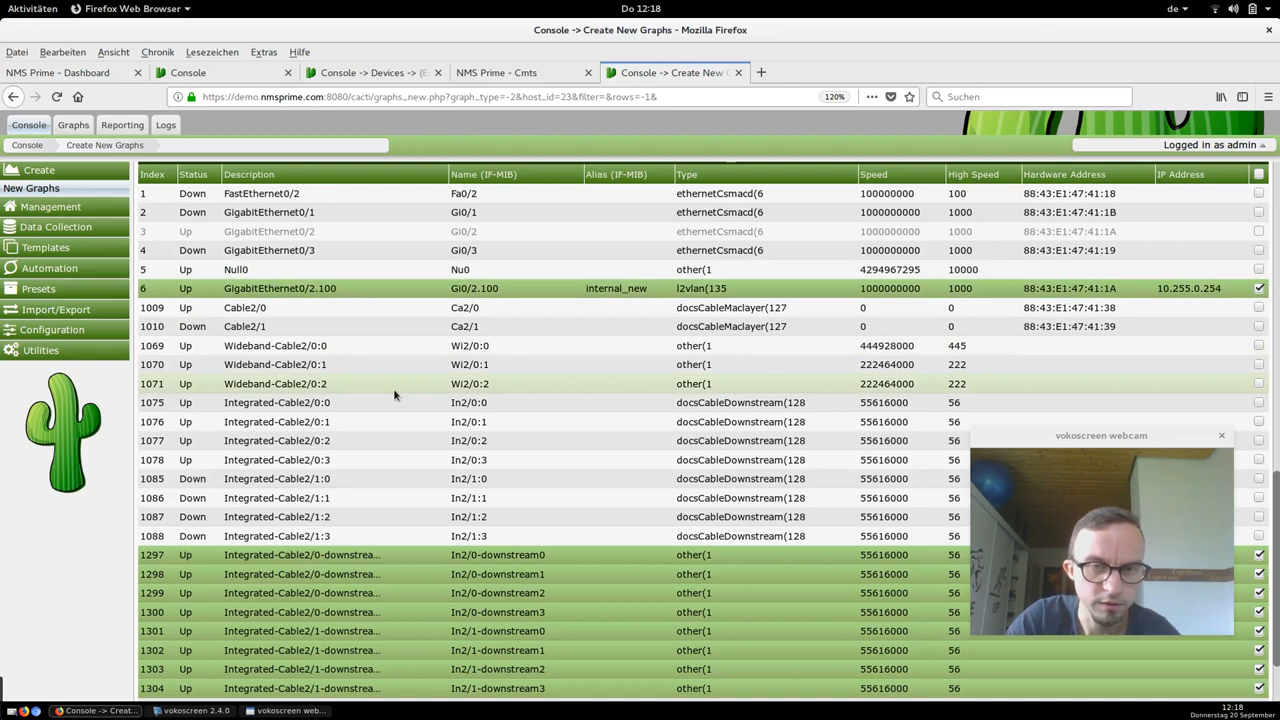 Aktivitäten Firefox Web Browser Do 12:18 de
Console -> Create New Graphs - Mozilla Firefox
Datei Bearbeiten Ansicht Chronik Lesezeichen Extras Hilfe
NMS Prime - Dashboard Console Console -> Devices -> (E NMS Prime - Cmts Console -> Create New G
https://demo.nmsprime.com:8080/cacti/graphs_new.php?graph_type=-2&host_id=23&filter=&rows=-1& 120% Suchen
Console Graphs Reporting Logs
Console Create New Graphs Logged in as admin
Create
New Graphs
Management
Data Collection
Templates
Automation
Presets
Import/Export
Configuration
Utilities
Index Status Description Name (IF-MIB) Alias (IF-MIB) Type Speed High Speed Hardware Address IP Address
1 Down FastEthernet0/2 Fa0/2 ethernetCsmacd(6 100000000 100 88:43:E1:47:41:18
2 Down GigabitEthernet0/1 Gi0/1 ethernetCsmacd(6 1000000000 1000 88:43:E1:47:41:1B
3 Up GigabitEthernet0/2 Gi0/2 ethernetCsmacd(6 1000000000 1000 88:43:E1:47:41:1A
4 Down GigabitEthernet0/3 Gi0/3 ethernetCsmacd(6 1000000000 1000 88:43:E1:47:41:19
5 Up Null0 Nu0 other(1 4294967295 10000
6 Up GigabitEthernet0/2.100 Gi0/2.100 internal_new l2vlan(135 1000000000 1000 88:43:E1:47:41:1A 10.255.0.254
1009 Up Cable2/0 Ca2/0 docsCableMaclayer(127 0 0 88:43:E1:47:41:38
1010 Down Cable2/1 Ca2/1 docsCableMaclayer(127 0 0 88:43:E1:47:41:39
1069 Up Wideband-Cable2/0:0 Wi2/0:0 other(1 444928000 445
1070 Up Wideband-Cable2/0:1 Wi2/0:1 other(1 222464000 222
1071 Up Wideband-Cable2/0:2 Wi2/0:2 other(1 222464000 222
1075 Up Integrated-Cable2/0:0 In2/0:0 docsCableDownstream(128 55616000 56
1076 Up Integrated-Cable2/0:1 In2/0:1 docsCableDownstream(128 55616000 56
1077 Up Integrated-Cable2/0:2 In2/0:2 docsCableDownstream(128 55616000 56
1078 Up Integrated-Cable2/0:3 In2/0:3 docsCableDownstream(128 55616000 56
1085 Down Integrated-Cable2/1:0 In2/1:0 docsCableDownstream(128 55616000 56
1086 Down Integrated-Cable2/1:1 In2/1:1 docsCableDownstream(128 55616000 56
1087 Down Integrated-Cable2/1:2 In2/1:2 docsCableDownstream(128 55616000 56
1088 Down Integrated-Cable2/1:3 In2/1:3 docsCableDownstream(128 55616000 56
1297 Up Integrated-Cable2/0-downstrea... In2/0-downstream0 other(1 55616000 56
1298 Up Integrated-Cable2/0-downstrea... In2/0-downstream1 other(1 55616000 56
1299 Up Integrated-Cable2/0-downstrea... In2/0-downstream2 other(1 55616000 56
1300 Up Integrated-Cable2/0-downstrea... In2/0-downstream3 other(1 55616000 56
1301 Up Integrated-Cable2/1-downstrea... In2/1-downstream0 other(1 55616000 56
1302 Up Integrated-Cable2/1-downstrea... In2/1-downstream1 other(1 55616000 56
1303 Up Integrated-Cable2/1-downstrea... In2/1-downstream2 other(1 55616000 56
1304 Up Integrated-Cable2/1-downstrea... In2/1-downstream3 other(1 55616000 56
vokoscreen webcam
Console -> Creat... vokoscreen 2.4.0 vokoscreen web... 12:18
Donnerstag 20 September